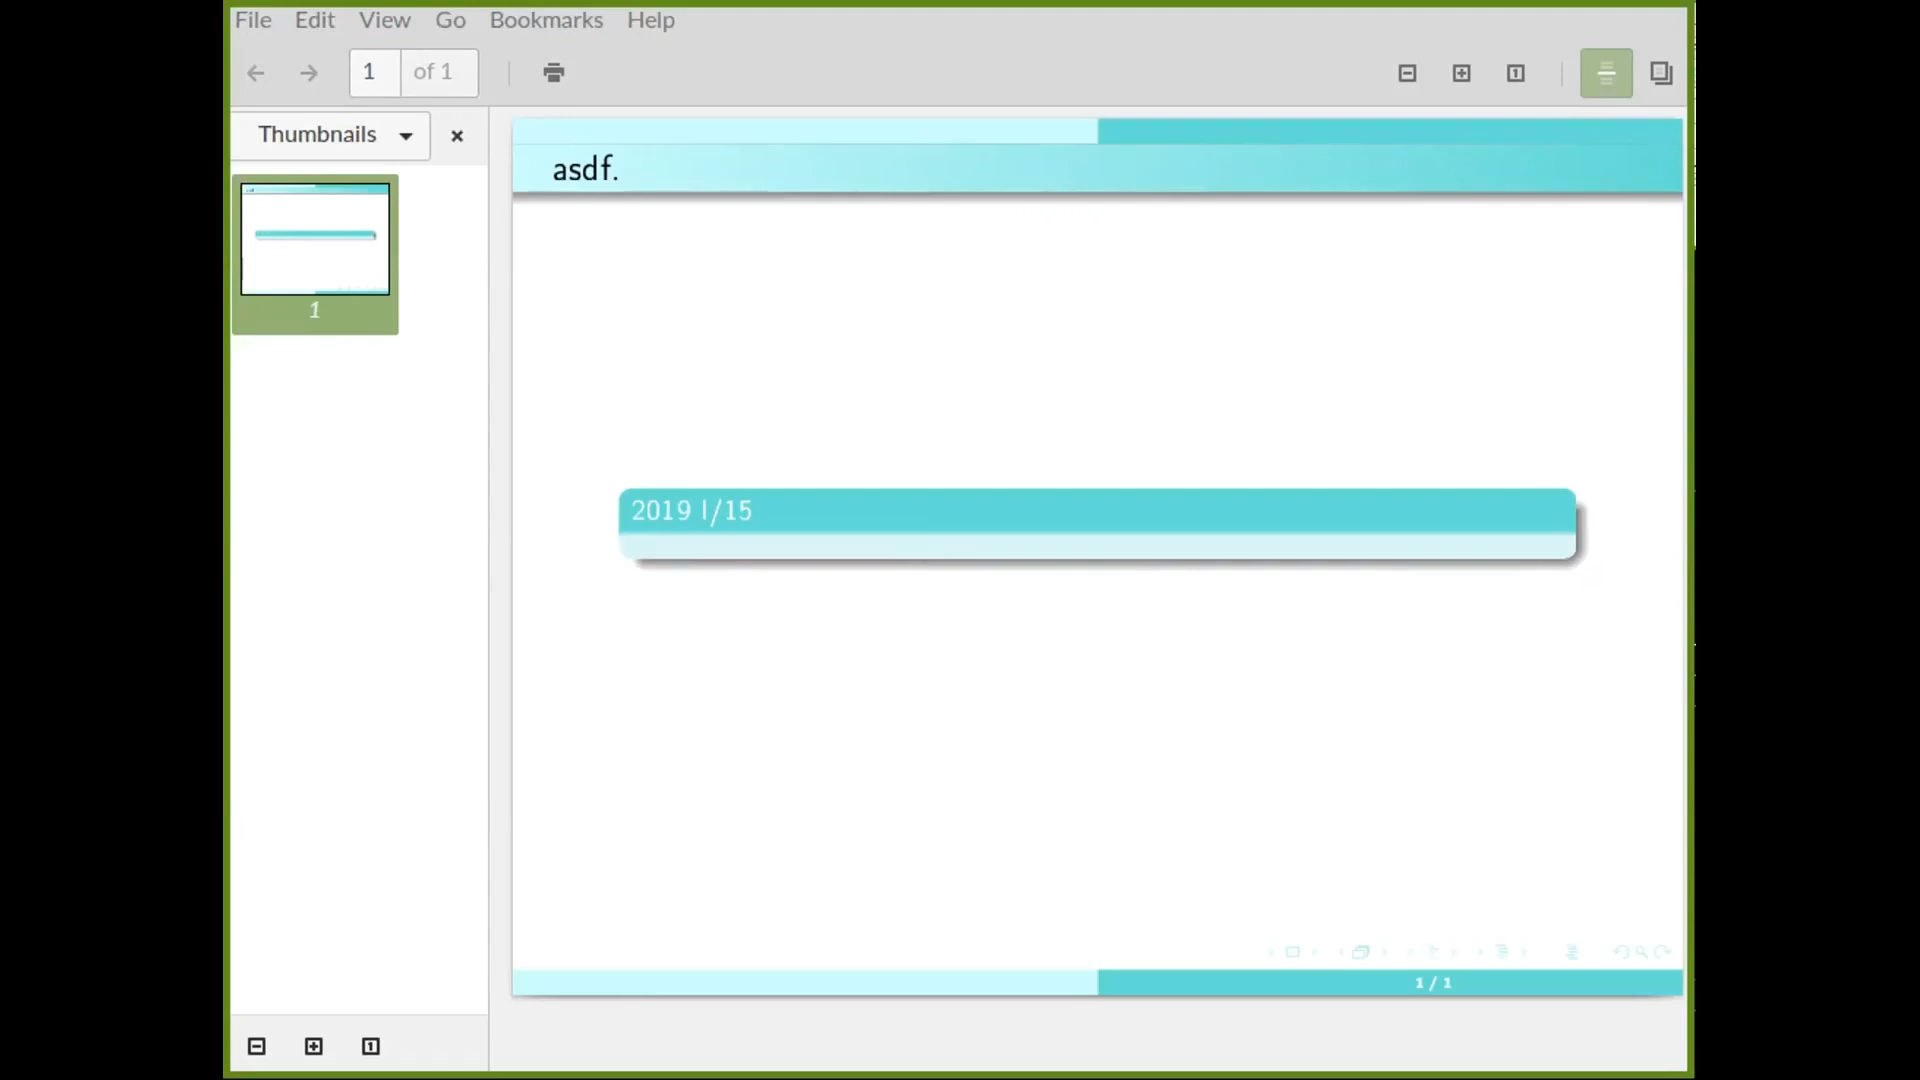 File Edit View Go Bookmarks Help
1 of 1
Thumbnails
1
asdf.
2019 I/15
1 / 1